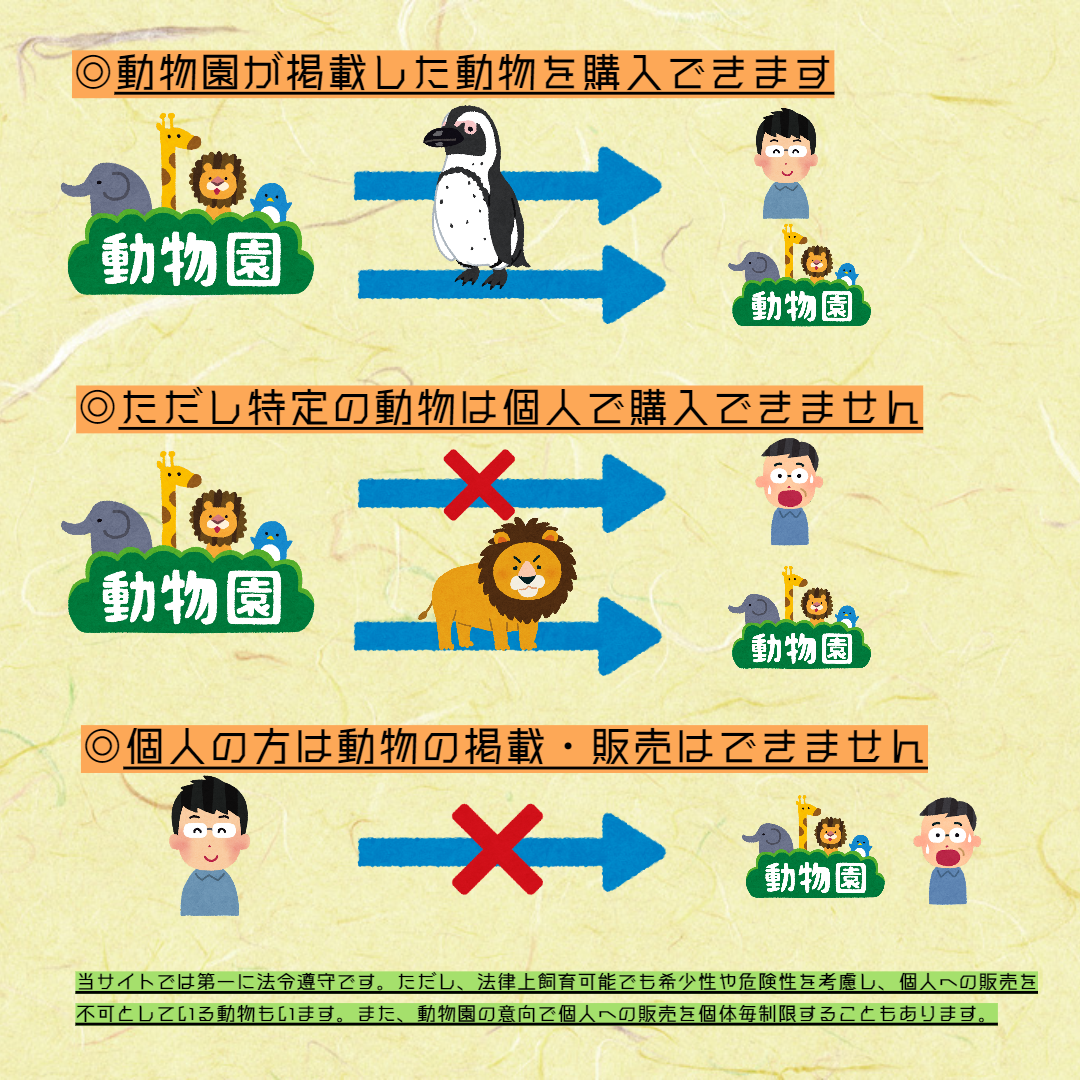 ◎動物園が掲載した動物を購入できます
動物園
動物園
◎ただし特定の動物は個人で購入できません
動物園
動物園
◎個人の方は動物の掲載・販売はできません
動物園
当サイトでは第一に法令遵守です。ただし、法律上飼育可能でも希少性や危険性を考慮し、個人への販売を
不可としている動物もいます。また、動物園の意向で個人への販売を個体毎制限することもあります。